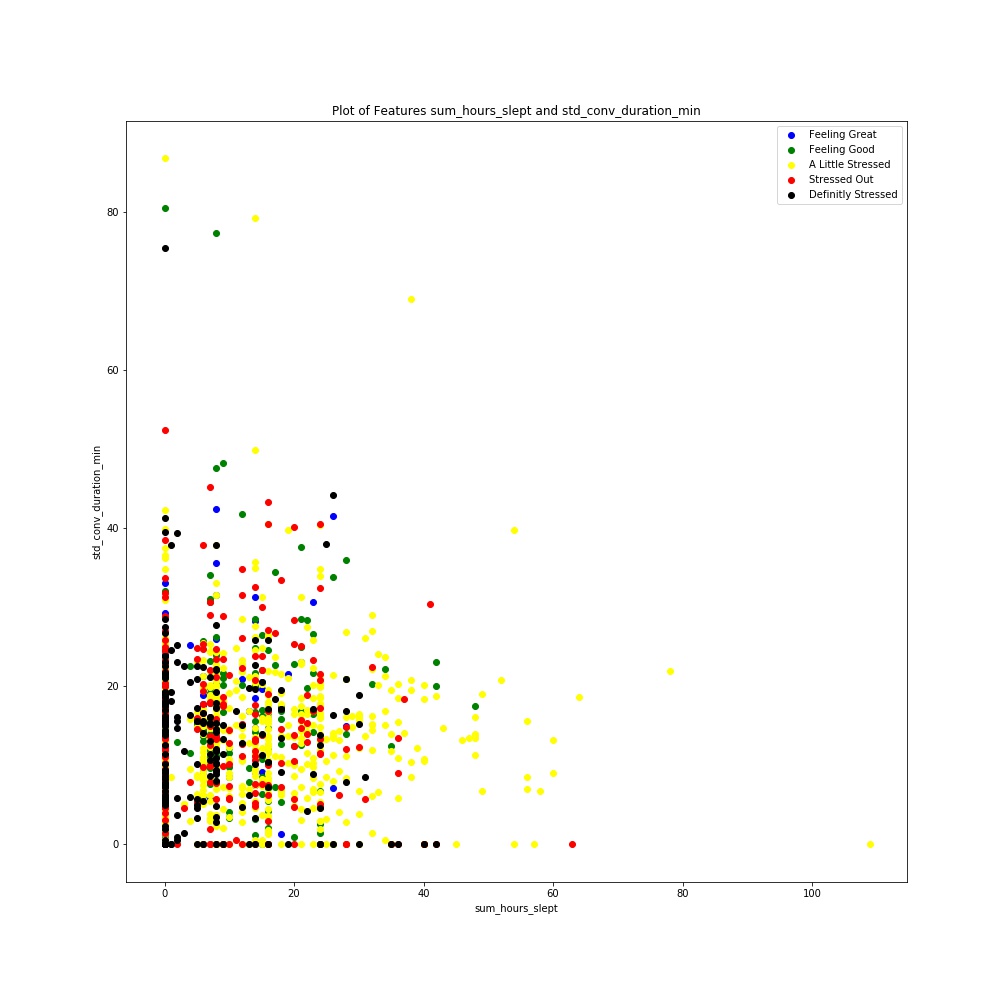 Plot of Features sum_hours_slept and std_conv_duration_min
Feeling Great
Feeling Good
A Little Stressed
Stressed Out
Definitly Stressed
80
60
40
20
0
std_conv_duration_min
0 20 40 60 80 100
sum_hours_slept